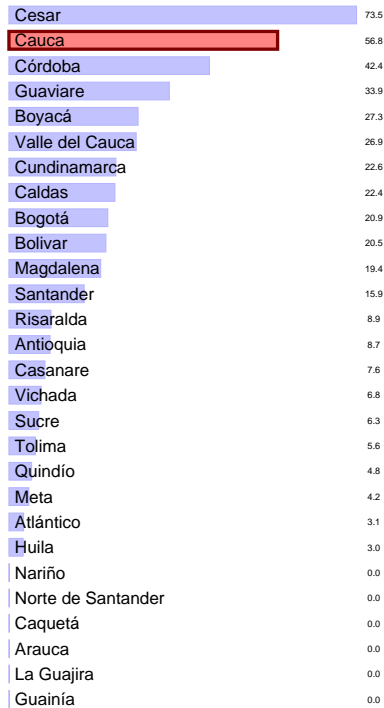 Cesar 73.5
Cauca 56.8
Córdoba 42.4
Guaviare 33.9
Boyacá 27.3
Valle del Cauca 26.9
Cundinamarca 22.6
Caldas 22.4
Bogotá 20.9
Bolivar 20.5
Magdalena 19.4
Santander 15.9
Risaralda 8.9
Antioquia 8.7
Casanare 7.6
Vichada 6.8
Sucre 6.3
Tolima 5.6
Quindío 4.8
Meta 4.2
Atlántico 3.1
Huila 3.0
Nariño 0.0
Norte de Santander 0.0
Caquetá 0.0
Arauca 0.0
La Guajira 0.0
Guainía 0.0